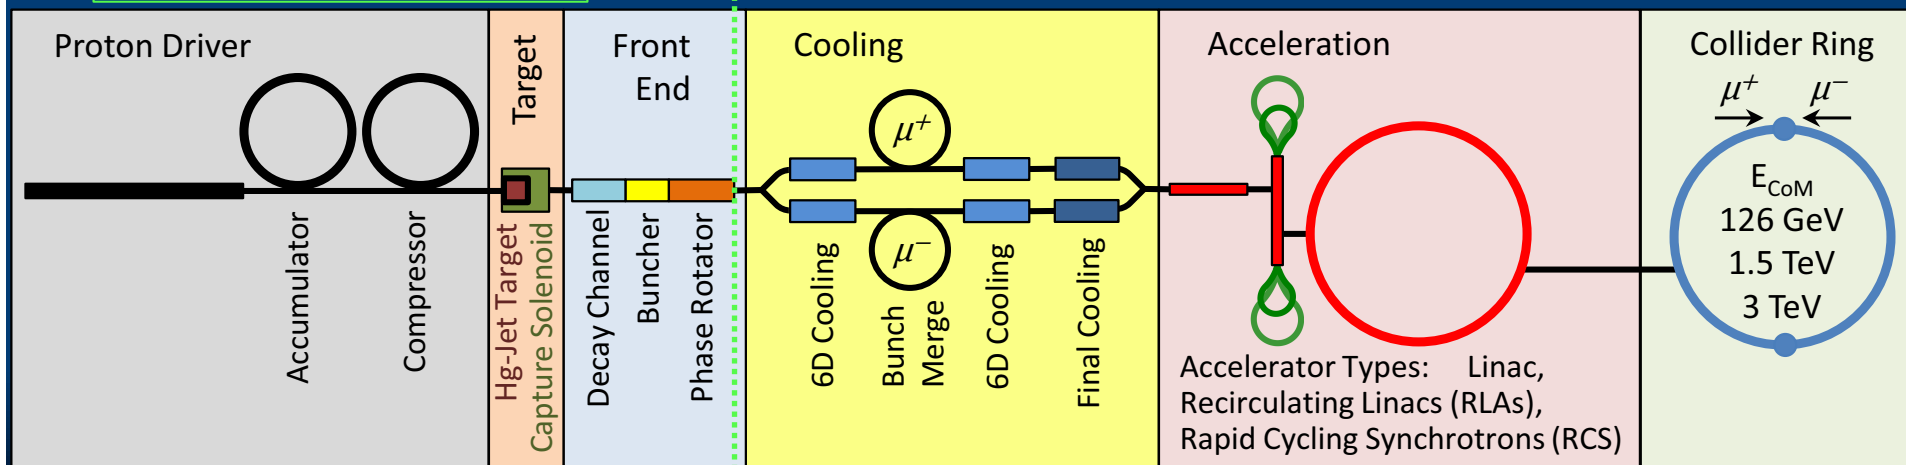 Proton Driver
Accumulator
Compressor
Target
Hg-Jet Target
Capture Solenoid
Front
End
Decay Channel
Buncher
Phase Rotator
Cooling
μ+
μ−
6D Cooling
Bunch
Merge
6D Cooling
Final Cooling
Acceleration
Accelerator Types: Linac,
Recirculating Linacs (RLAs),
Rapid Cycling Synchrotrons (RCS)
Collider Ring
μ+ μ−
ECoM
126 GeV
1.5 TeV
3 TeV